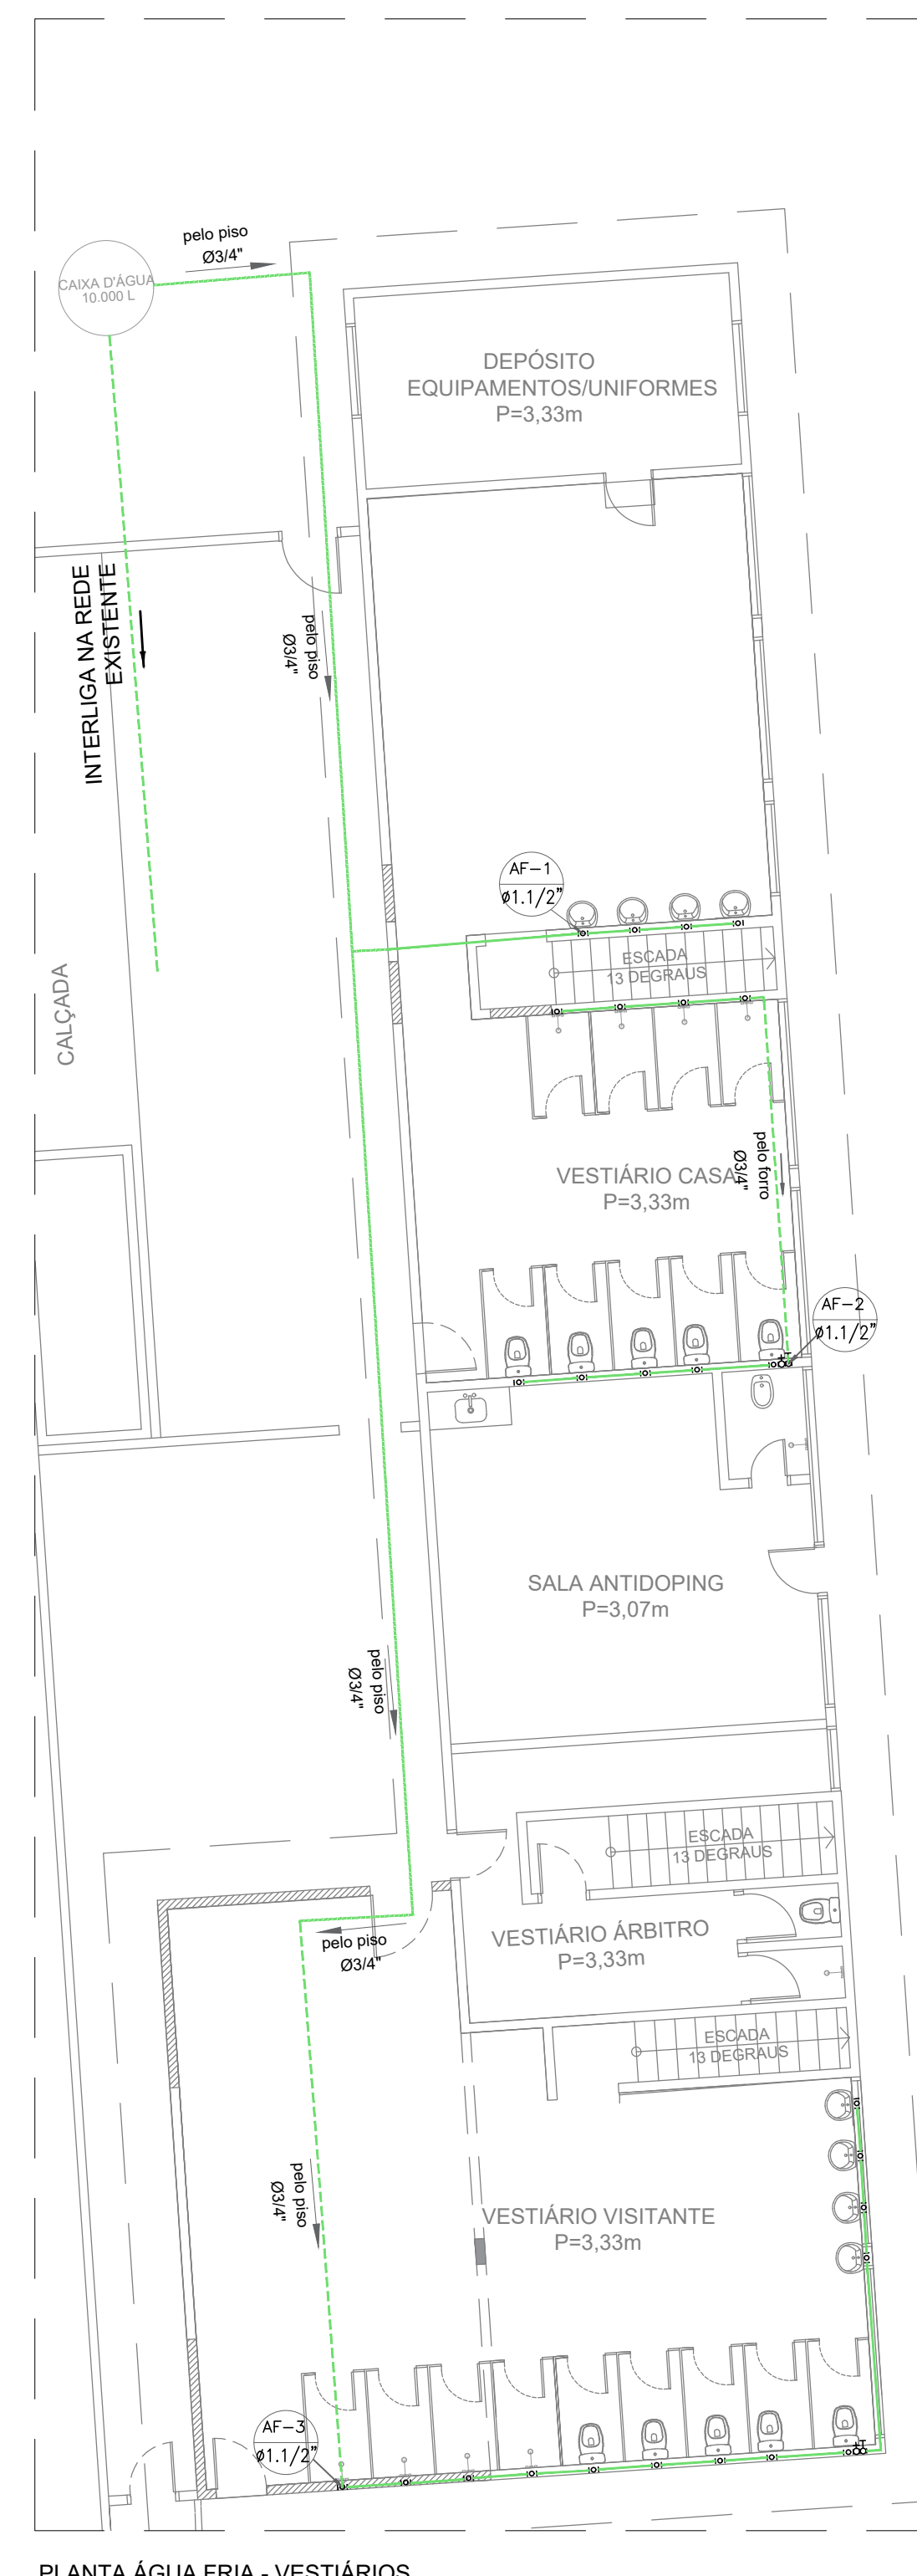 pelo piso
Ø3/4"
CAIXA D'ÁGUA
10.000 L
DEPÓSITO
EQUIPAMENTOS/UNIFORMES
P=3,33m
INTERLIGA NA REDE
EXISTENTE
pelo piso
Ø3/4"
AF-1
ø1.1/2"
ESCADA
13 DEGRAUS
CALÇADA
pelo forro
Ø3/4"
VESTIÁRIO CASA
P=3,33m
AF-2
ø1.1/2"
SALA ANTIDOPING
P=3,07m
pelo piso
Ø3/4"
ESCADA
13 DEGRAUS
VESTIÁRIO ÁRBITRO
P=3,33m
pelo piso
Ø3/4"
ESCADA
13 DEGRAUS
pelo piso
Ø3/4"
VESTIÁRIO VISITANTE
P=3,33m
AF-3
ø1.1/2"
PLANTA ÁGUA FRIA - VESTIÁRIOS